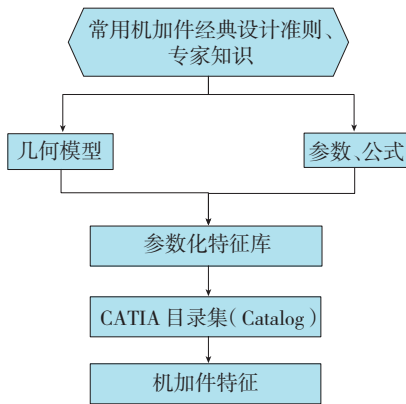 常用机加件经典设计准则、
专家知识
几何模型
参数、公式
参数化特征库
CATIA 目录集( Catalog )
机加件特征